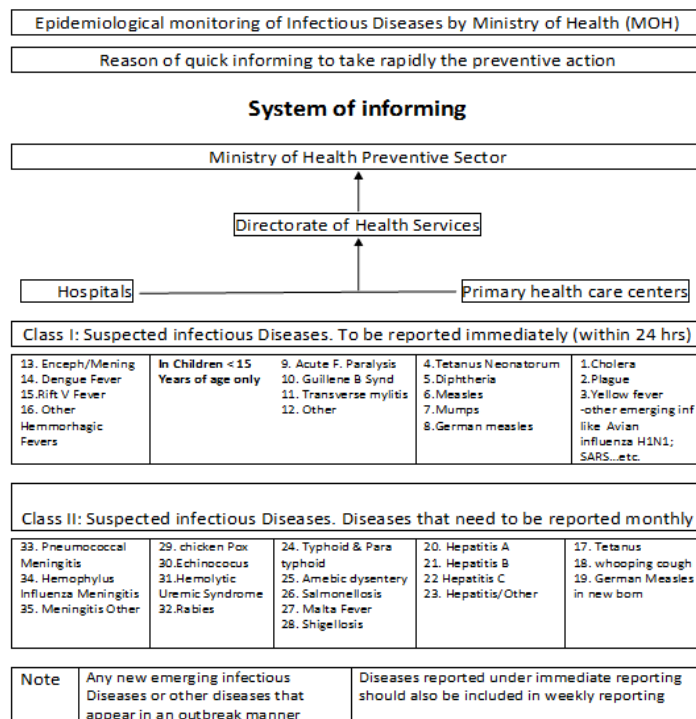 Epidemiological monitoring of Infectious Diseases by Ministry of Health (MOH)
Reason of quick informing to take rapidly the preventive action
System of informing
Ministry of Health Preventive Sector
Directorate of Health Services
Hospitals
Primary health care centers
Class I: Suspected infectious Diseases. To be reported immediately (within 24 hrs)
13. Enceph/Mening
14. Dengue Fever
15.Rift V Fever
16. Other
Hemmorhagic
Fevers
In Children <15
Years of age only
9. Acute F. Paralysis
10. Guillene B Synd
11. Transverse mylitis
12. Other
4.Tetanus Neonatorum
5.Diphtheria
6.Measles
7.Mumps
8.German measles
1.Cholera
2.Plague
3.Yellow fever
-other emerging inf
like Avian
influenza H1N1;
SARS...etc.
Class II: Suspected infectious Diseases. Diseases that need to be reported monthly
33. Pneumococcal
Meningitis
34. Hemophylus
Influenza Meningitis
35. Meningitis Other
29. chicken Pox
30.Echinococus
31.Hemolytic
Uremic Syndrome
32.Rabies
24. Typhoid & Para
typhoid
25. Amebic dysentery
26. Salmonellosis
27. Malta Fever
28. Shigellosis
20. Hepatitis A
21. Hepatitis B
22 Hepatitis C
23. Hepatitis/Other
17. Tetanus
18. whooping cough
19. German Measles
in new born
Note
Any new emerging infectious
Diseases or other diseases that
appear in an outbreak manner
Diseases reported under immediate reporting
should also be included in weekly reporting